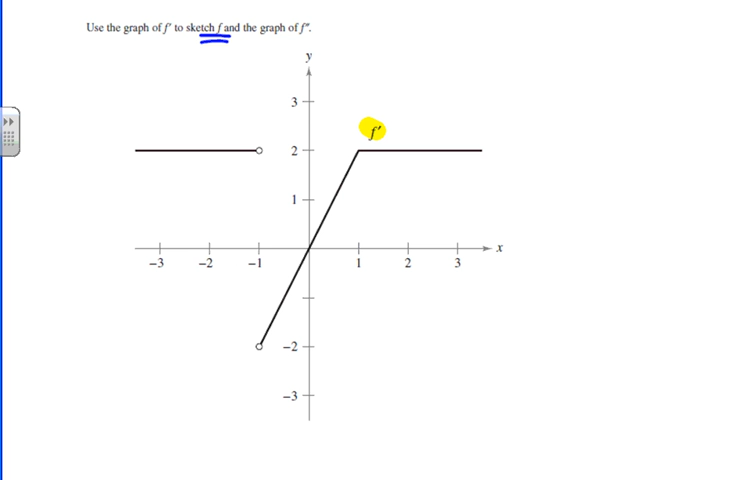 Use the graph of f' to sketch f and the graph of f".
y
3
f'
2
1
-3 -2 -1 1 2 3 x
-2
-3